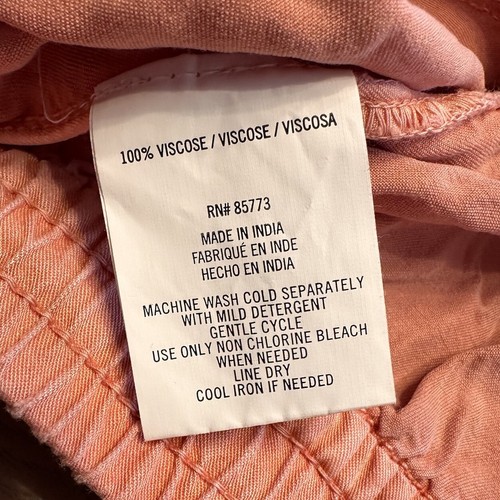 100% VISCOSE / VISCOSE / VISCOSA
RN# 85773
MADE IN INDIA
FABRIQUÉ EN INDE
HECHO EN INDIA
MACHINE WASH COLD SEPARATELY
WITH MILD DETERGENT
GENTLE CYCLE
USE ONLY NON CHLORINE BLEACH
WHEN NEEDED
LINE DRY
COOL IRON IF NEEDED